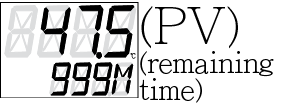 47.5 (PV)
℃ (remaining
999M time)